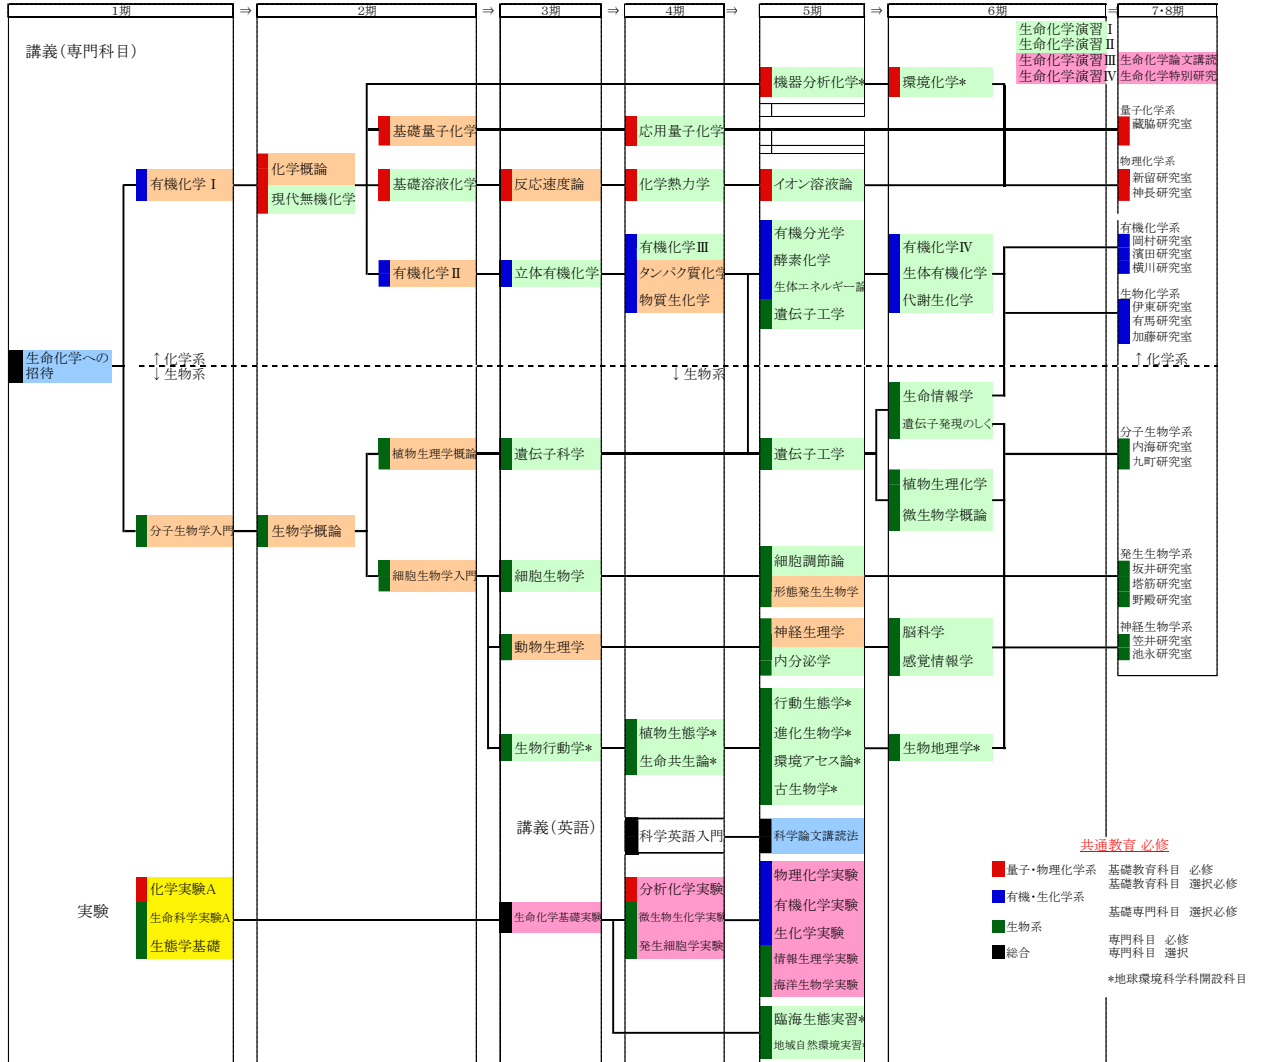 1期 ⇒ 2期 ⇒ 3期 ⇒ 4期 ⇒ 5期 ⇒ 6期 ⇒ 7・8期
講義(専門科目)
生命化学演習Ⅰ
生命化学演習Ⅱ
生命化学演習Ⅲ 生命化学論文講読
生命化学演習Ⅳ 生命化学特別研究
機器分析化学* 環境化学*
量子化学系
蔵脇研究室
基礎量子化学 応用量子化学
物理化学系
新留研究室
神長研究室
有機化学Ⅰ 化学概論
現代無機化学
基礎溶液化学 反応速度論 化学熱力学 イオン溶液論
有機化学系
岡村研究室
濱田研究室
横川研究室
有機化学Ⅱ 立体有機化学
有機化学Ⅲ
タンパク質化学
物質生化学
有機分光学
酵素化学
生体エネルギー論
遺伝子工学
有機化学Ⅳ
生体有機化学
代謝生化学
生物化学系
伊東研究室
有馬研究室
加藤研究室
生命化学への
招待
↑化学系
↓生物系
↓生物系
↑化学系
生命情報学
遺伝子発現のしく
植物生理学概論 遺伝子科学 遺伝子工学
分子生物学系
内海研究室
九町研究室
植物生理化学
微生物学概論
分子生物学入門 生物学概論
細胞生物学入門 細胞生物学
細胞調節論
形態発生生物学
発生生物学系
坂井研究室
塔筋研究室
野殿研究室
動物生理学
神経生理学
内分泌学
脳科学
感覚情報学
神経生物学系
笠井研究室
池永研究室
生物行動学*
植物生態学*
生命共生論*
行動生態学*
進化生物学*
環境アセス論*
古生物学*
生物地理学*
講義(英語)
科学英語入門 科学論文講読法
実験
化学実験A
生命科学実験A
生態学基礎
生命化学基礎実験
分析化学実験
微生物生化学実験
発生細胞学実験
物理化学実験
有機化学実験
生化学実験
情報生理学実験
海洋生物学実験
臨海生態実習*
地域自然環境実習*
共通教育 必修
量子・物理化学系 基礎教育科目 必修
基礎教育科目 選択必修
有機・生化学系
基礎専門科目 選択必修
生物系
専門科目 必修
総合 専門科目 選択
*地球環境科学科開設科目